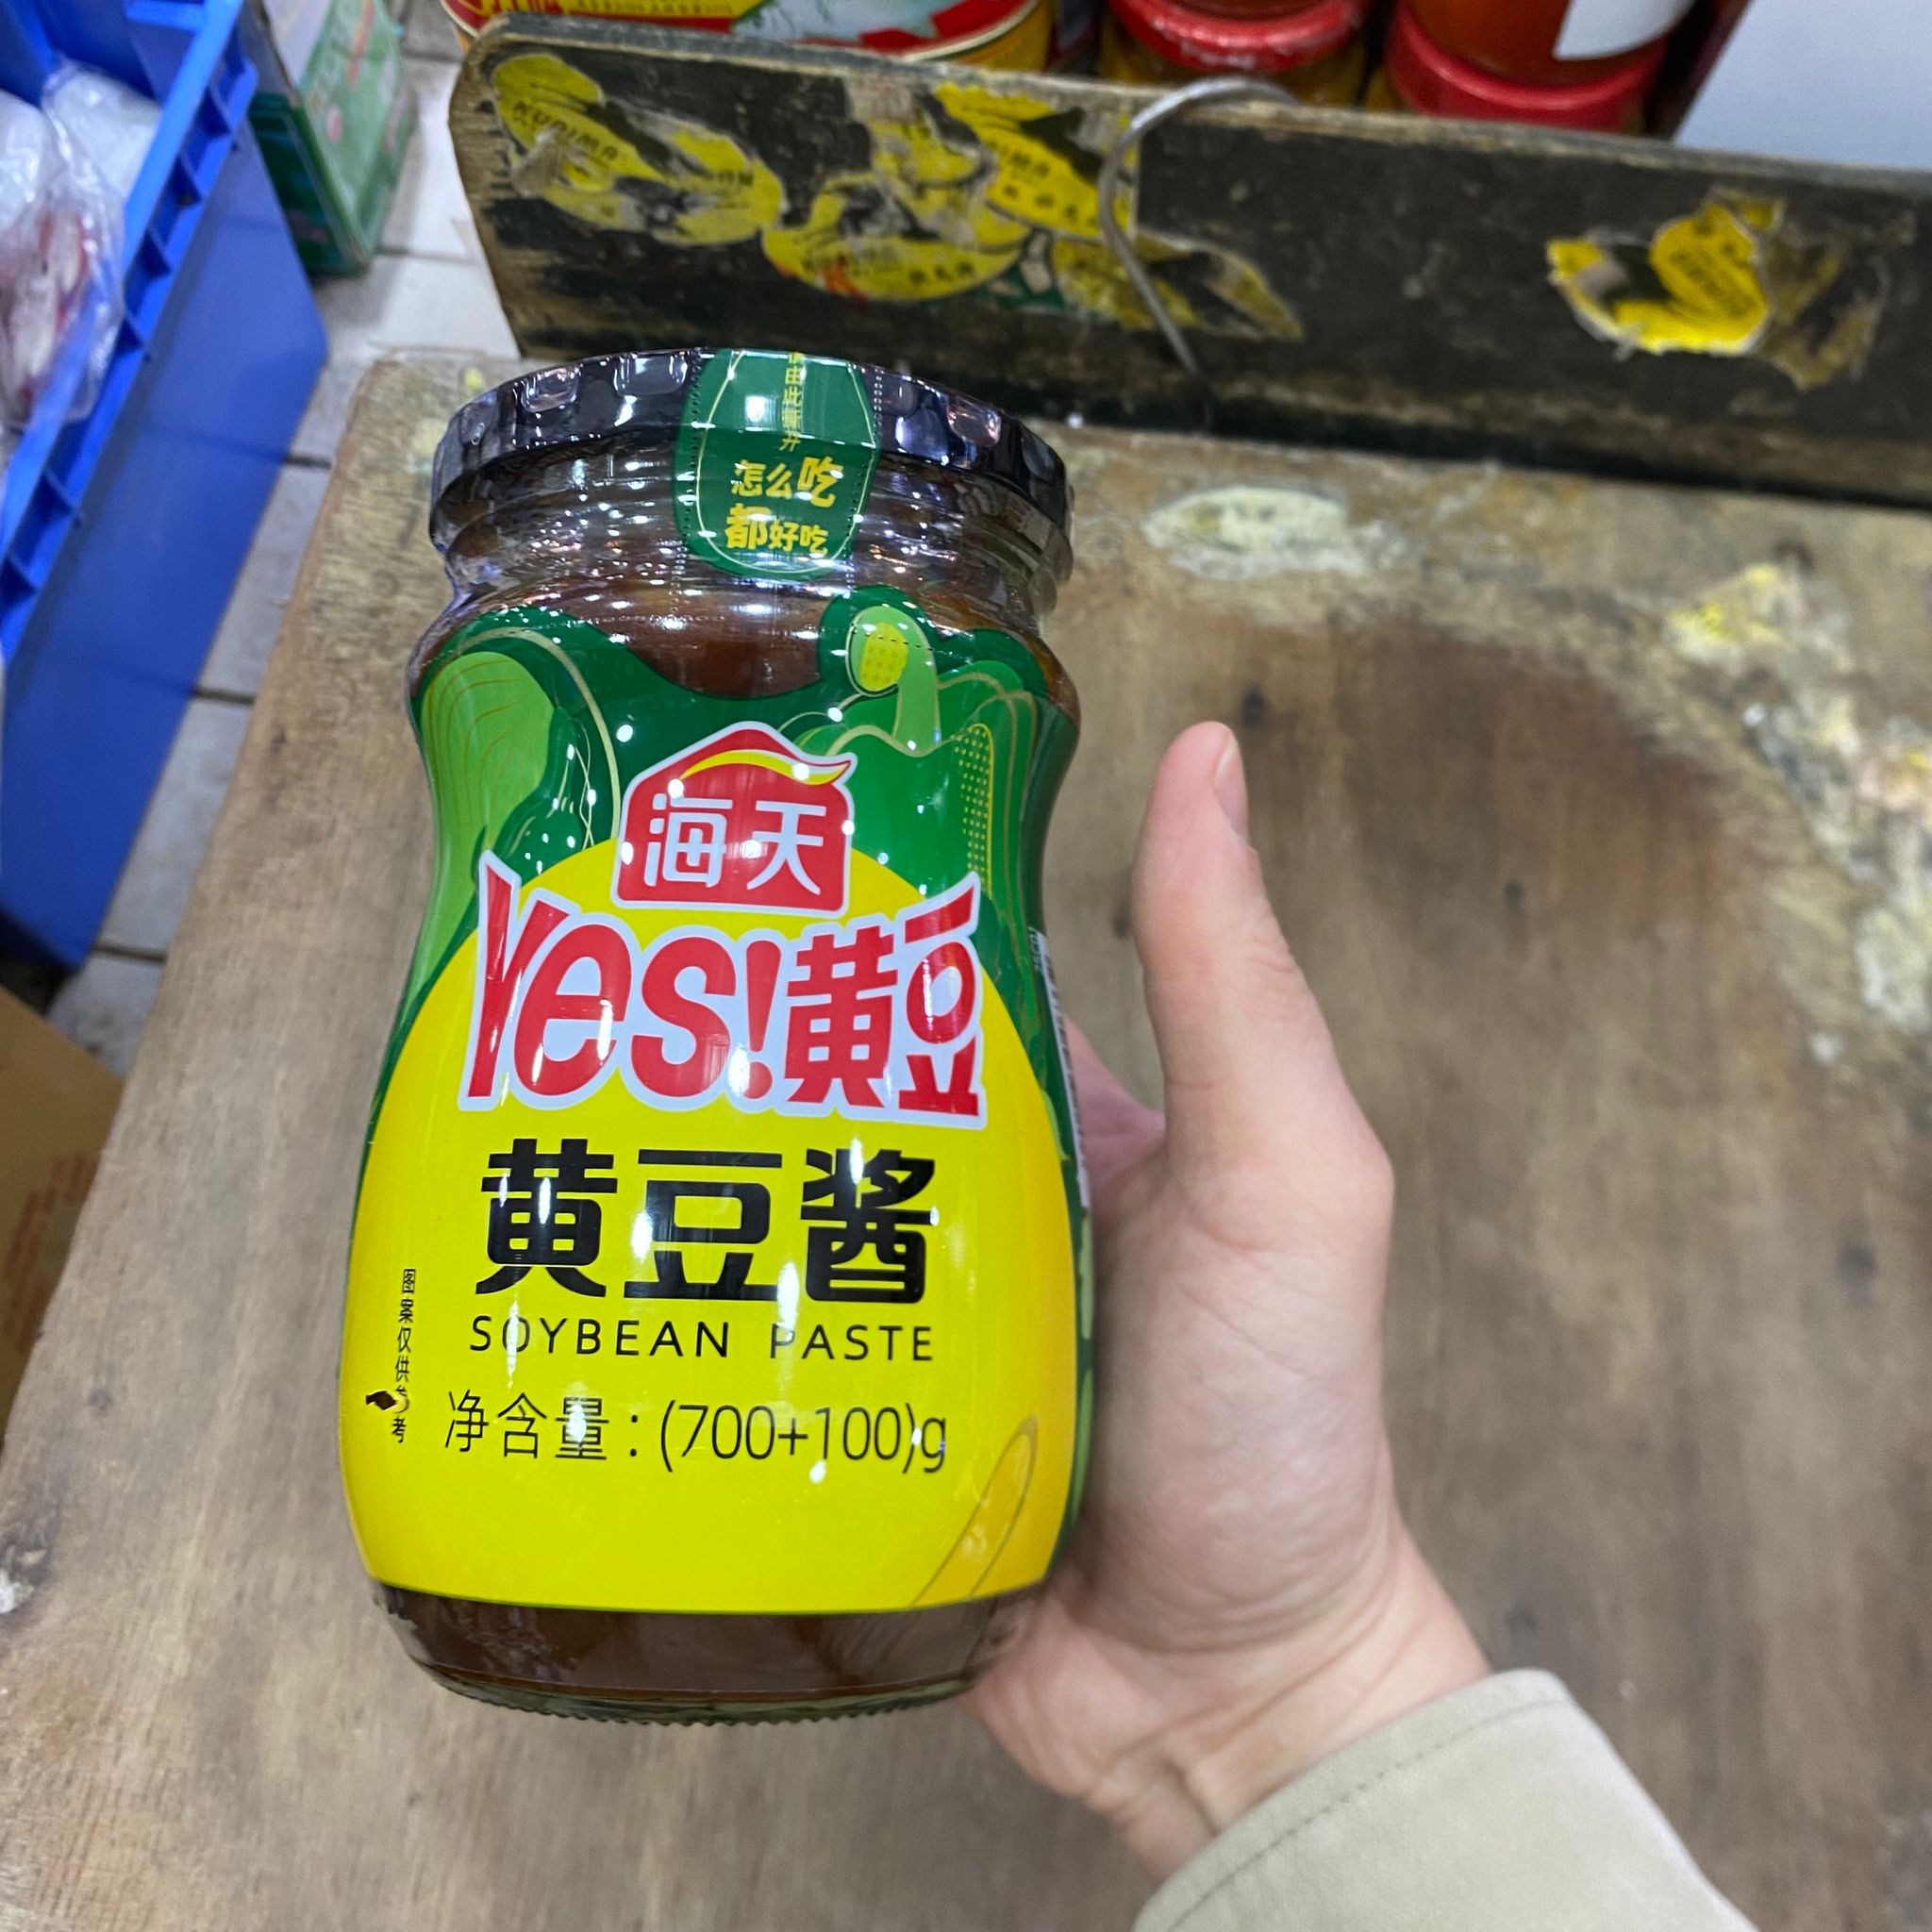 由此撕开
怎么吃
都好吃
海天
Yes!黄豆
黄豆酱
SOYBEAN PASTE
净含量:(700+100)g
图案仅供参考